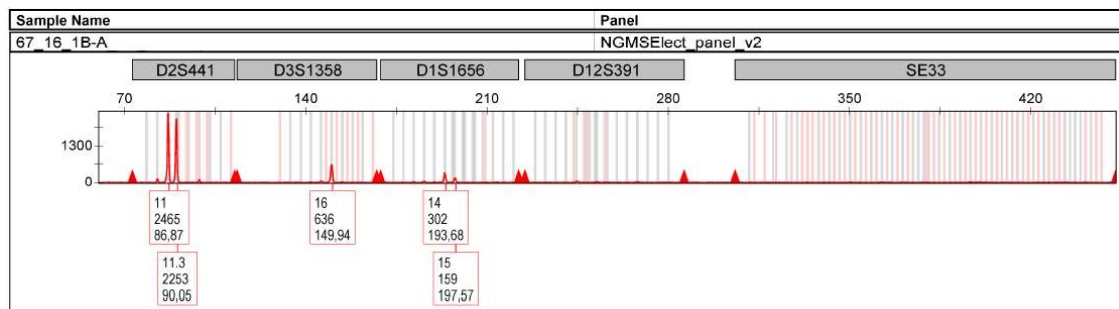 Sample Name Panel
67_16_1B-A NGMSElect_panel_v2
D2S441 D3S1358 D1S1656 D12S391 SE33
70 140 210 280 350 420
1300
0
11 16 14
2465 636 302
86,87 149,94 193,68
11.3 15
2253 159
90,05 197,57